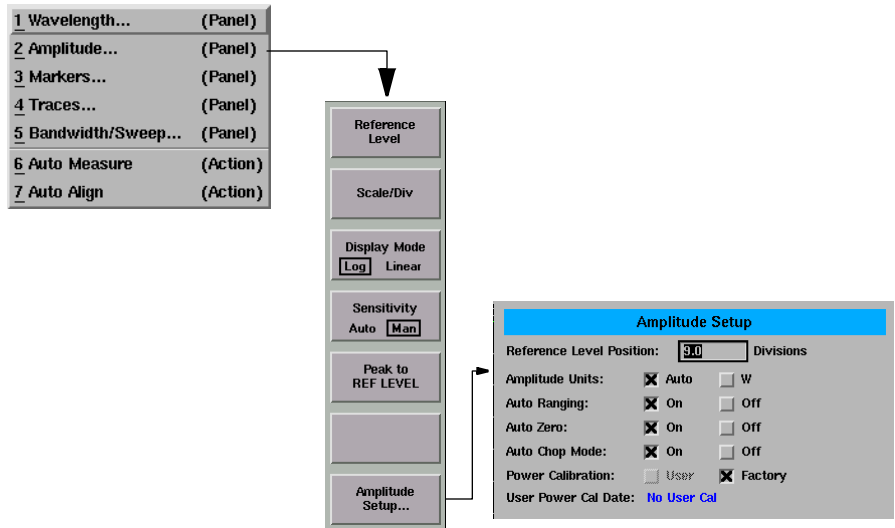 1 Wavelength... (Panel)
2 Amplitude... (Panel)
3 Markers... (Panel)
4 Traces... (Panel)
5 Bandwidth/Sweep... (Panel)
6 Auto Measure (Action)
7 Auto Align (Action)
Reference
Level
Scale/Div
Display Mode
Log Linear
Sensitivity
Auto Man
Peak to
REF LEVEL
Amplitude
Setup...
Amplitude Setup
Reference Level Position: 9.0 Divisions
Amplitude Units: Auto W
Auto Ranging: On Off
Auto Zero: On Off
Auto Chop Mode: On Off
Power Calibration: User Factory
User Power Cal Date: No User Cal